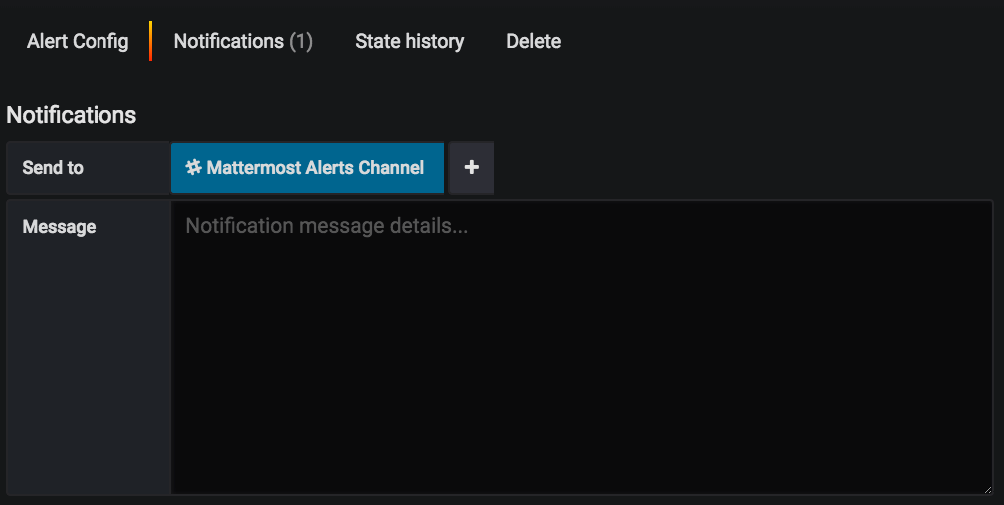 Alert Config Notifications (1) State history Delete
Notifications
Send to Mattermost Alerts Channel +
Message Notification message details...